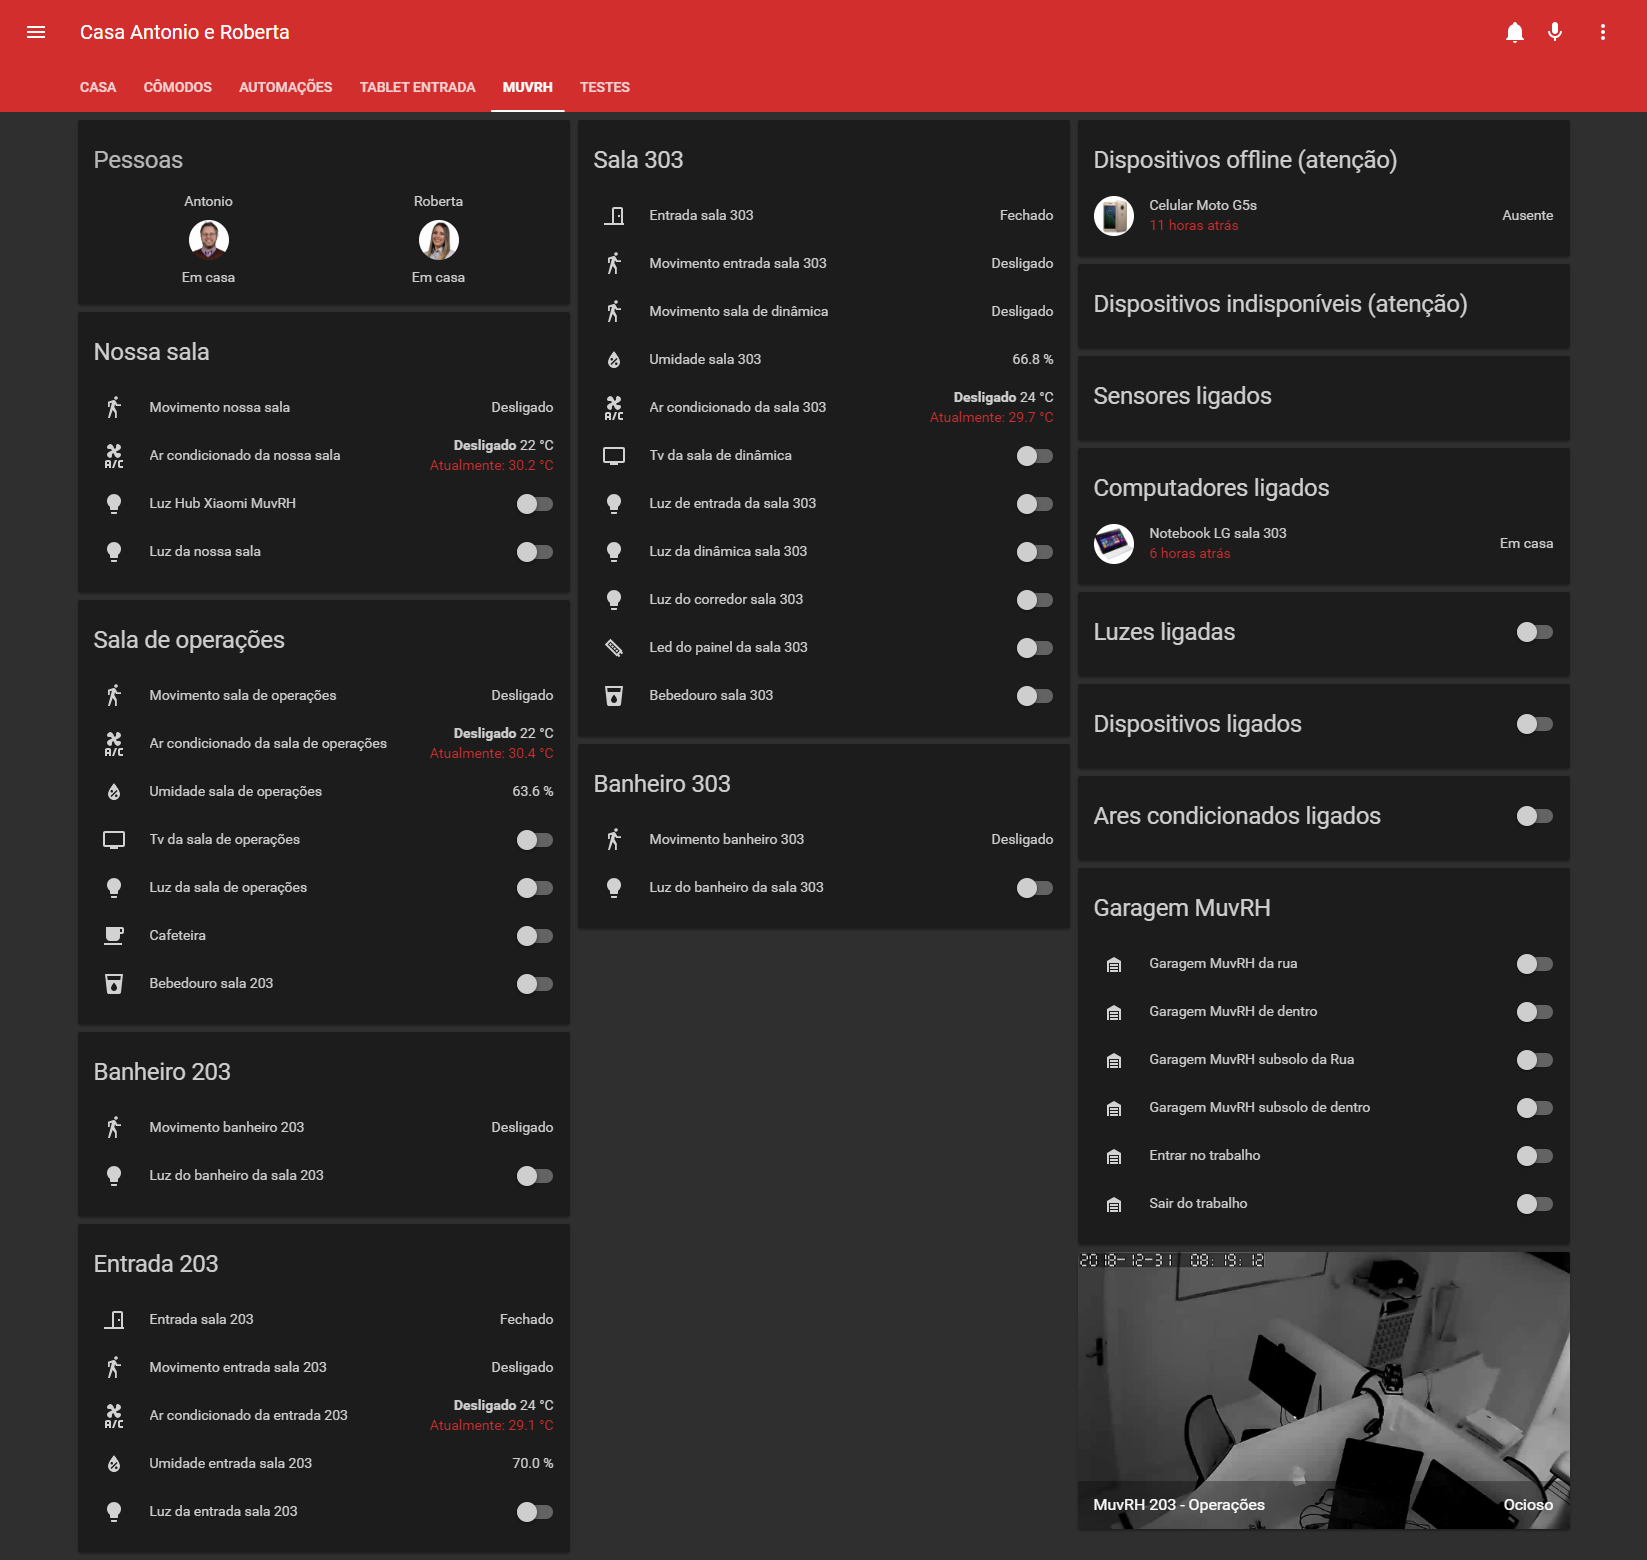 Casa Antonio e Roberta
CASA CÔMODOS AUTOMAÇÕES TABLET ENTRADA MUVRH TESTES
Pessoas
Antonio Roberta
Em casa Em casa
Nossa sala
Movimento nossa sala Desligado
Ar condicionado da nossa sala Desligado 22 °C
Atualmente: 30.2 °C
Luz Hub Xiaomi MuvRH
Luz da nossa sala
Sala de operações
Movimento sala de operações Desligado
Ar condicionado da sala de operações Desligado 22 °C
Atualmente: 30.4 °C
Umidade sala de operações 63.6 %
Tv da sala de operações
Luz da sala de operações
Cafeteira
Bebedouro sala 203
Banheiro 203
Movimento banheiro 203 Desligado
Luz do banheiro da sala 203
Entrada 203
Entrada sala 203 Fechado
Movimento entrada sala 203 Desligado
Ar condicionado da entrada 203 Desligado 24 °C
Atualmente: 29.1 °C
Umidade entrada sala 203 70.0 %
Luz da entrada sala 203
Sala 303
Entrada sala 303 Fechado
Movimento entrada sala 303 Desligado
Movimento sala de dinâmica Desligado
Umidade sala 303 66.8 %
Ar condicionado da sala 303 Desligado 24 °C
Atualmente: 29.7 °C
Tv da sala de dinâmica
Luz de entrada da sala 303
Luz da dinâmica sala 303
Luz do corredor sala 303
Led do painel da sala 303
Bebedouro sala 303
Banheiro 303
Movimento banheiro 303 Desligado
Luz do banheiro da sala 303
Dispositivos offline (atenção)
Celular Moto G5s Ausente
11 horas atrás
Dispositivos indisponíveis (atenção)
Sensores ligados
Computadores ligados
Notebook LG sala 303 Em casa
6 horas atrás
Luzes ligadas
Dispositivos ligados
Ares condicionados ligados
Garagem MuvRH
Garagem MuvRH da rua
Garagem MuvRH de dentro
Garagem MuvRH subsolo da Rua
Garagem MuvRH subsolo de dentro
Entrar no trabalho
Sair do trabalho
2018-12-31 08:19:12
MuvRH 203 - Operações Ocioso